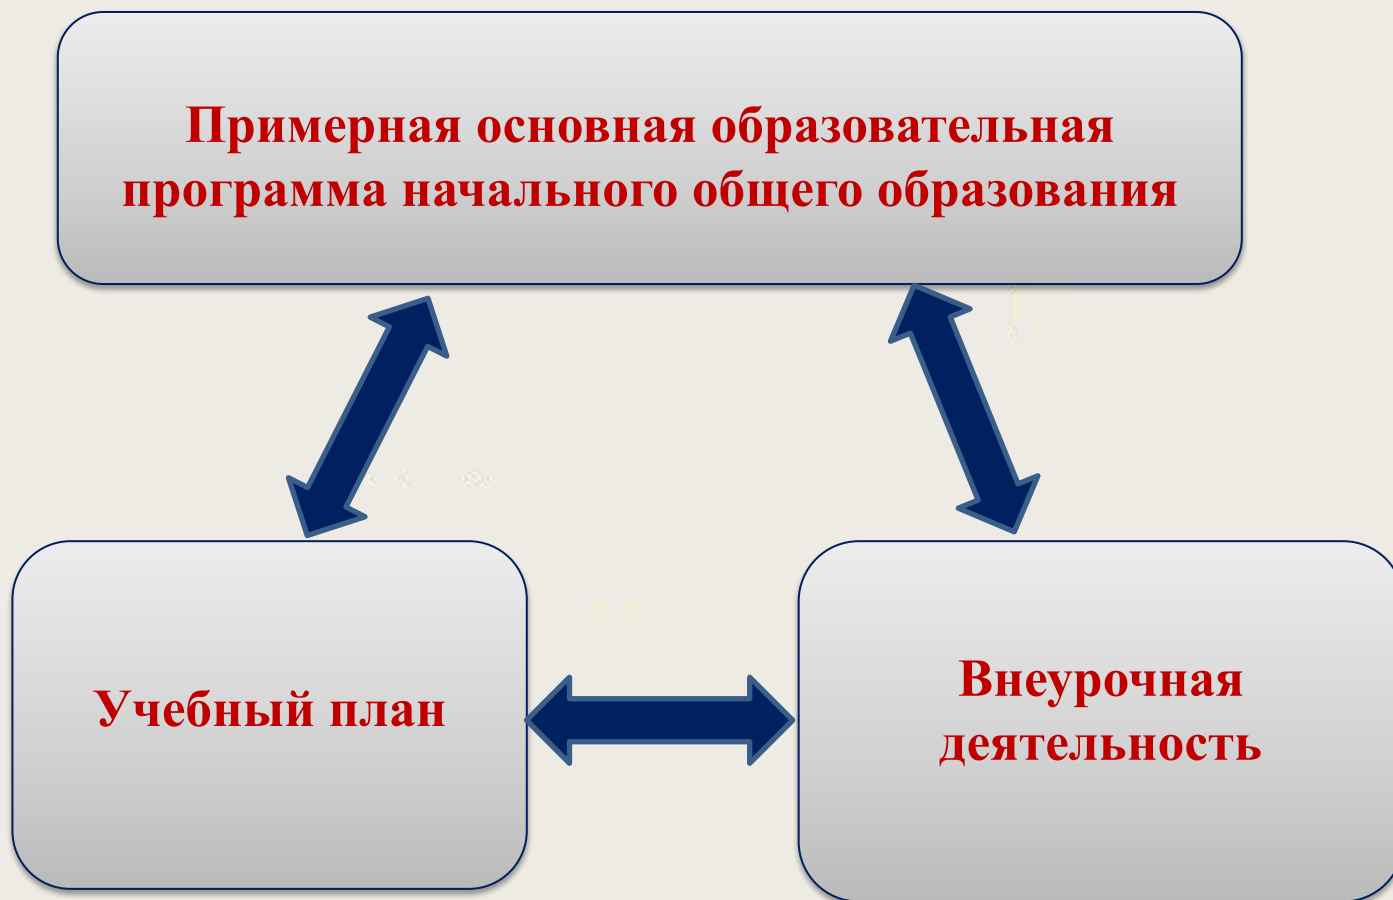 Примерная основная образовательная
программа начального общего образования
Учебный план
Внеурочная
деятельность